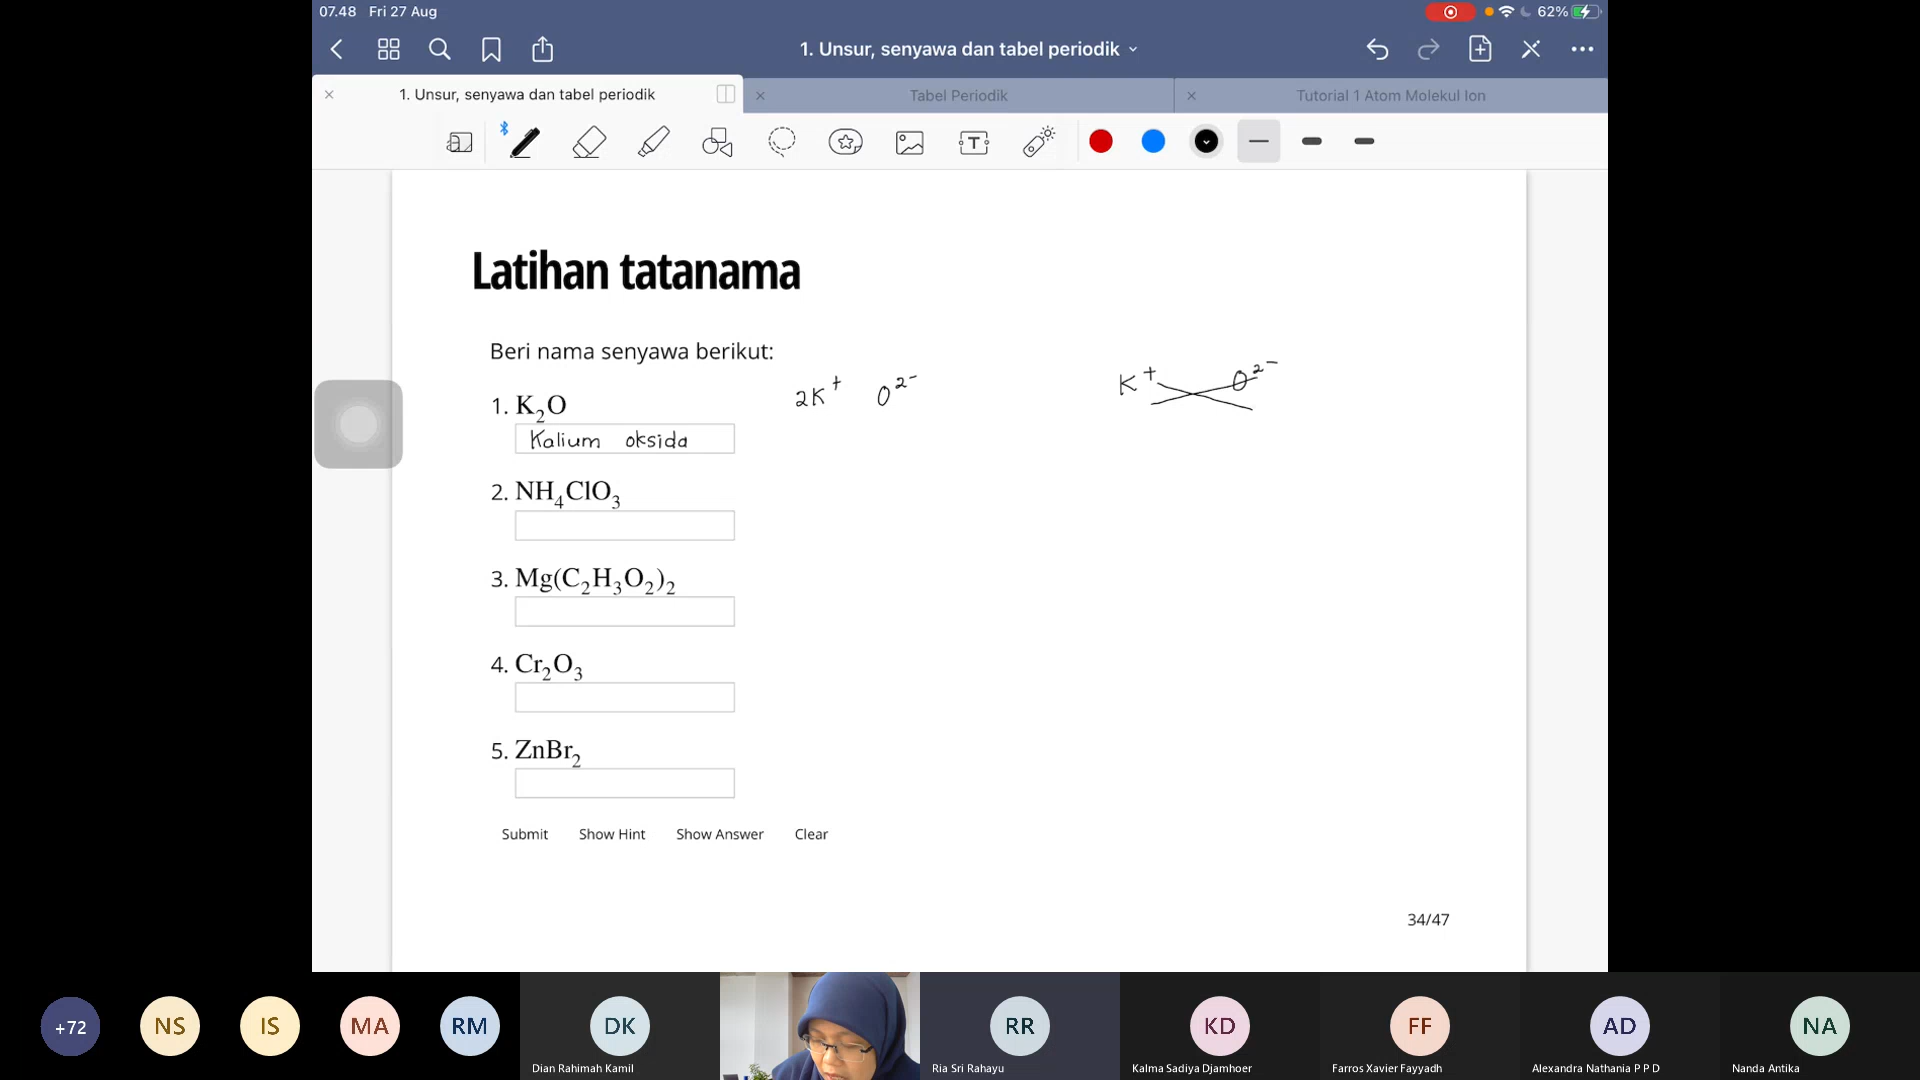 07.48 Fri 27 Aug
62%
1. Unsur, senyawa dan tabel periodik
1. Unsur, senyawa dan tabel periodik
Tabel Periodik
Tutorial 1 Atom Molekul Ion
Latihan tatanama
Beri nama senyawa berikut:
1. K₂O
2K⁺ O²⁻
K⁺ O²⁻
Kalium oksida
2. NH₄ClO₃
3. Mg(C₂H₃O₂)₂
4. Cr₂O₃
5. ZnBr₂
Submit Show Hint Show Answer Clear
34/47
+72 NS IS MA RM DK RR KD FF AD NA
Dian Rahimah Kamil
Ria Sri Rahayu
Kalma Sadiya Djamhoer
Farros Xavier Fayyadh
Alexandra Nathania P P D
Nanda Antika